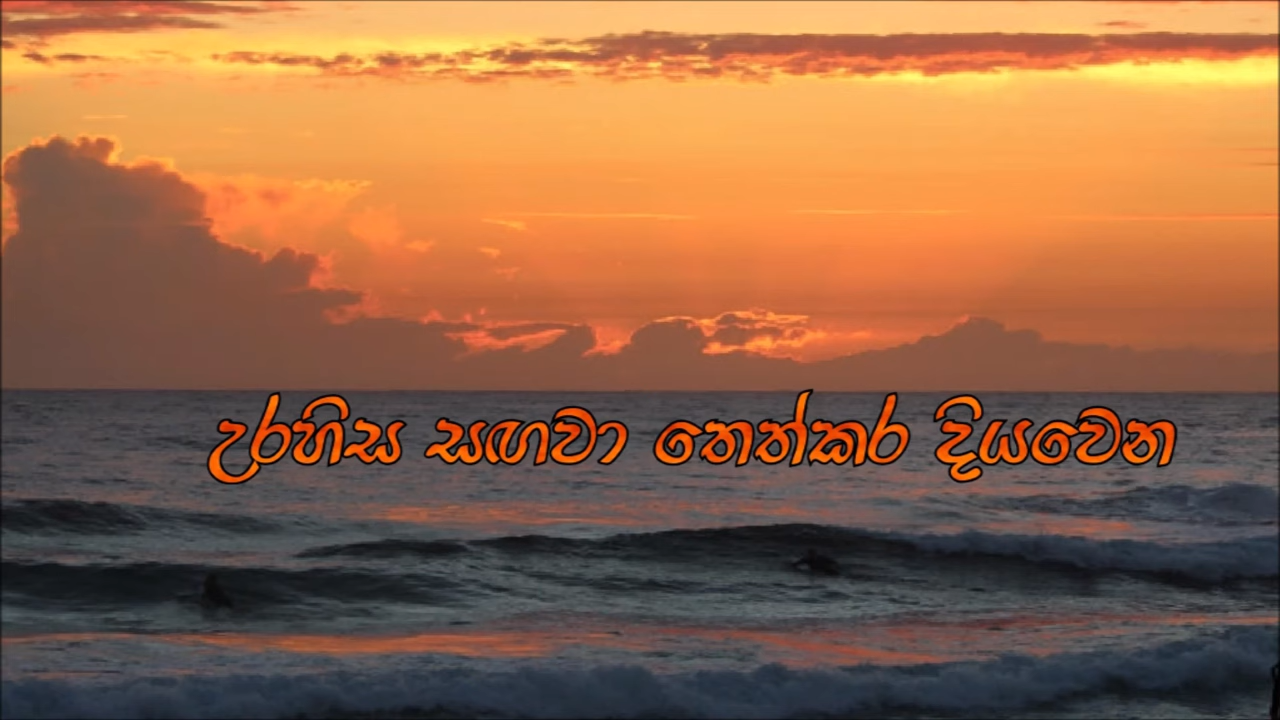 උරහිස සඟවා තෙත්කර දියවෙන